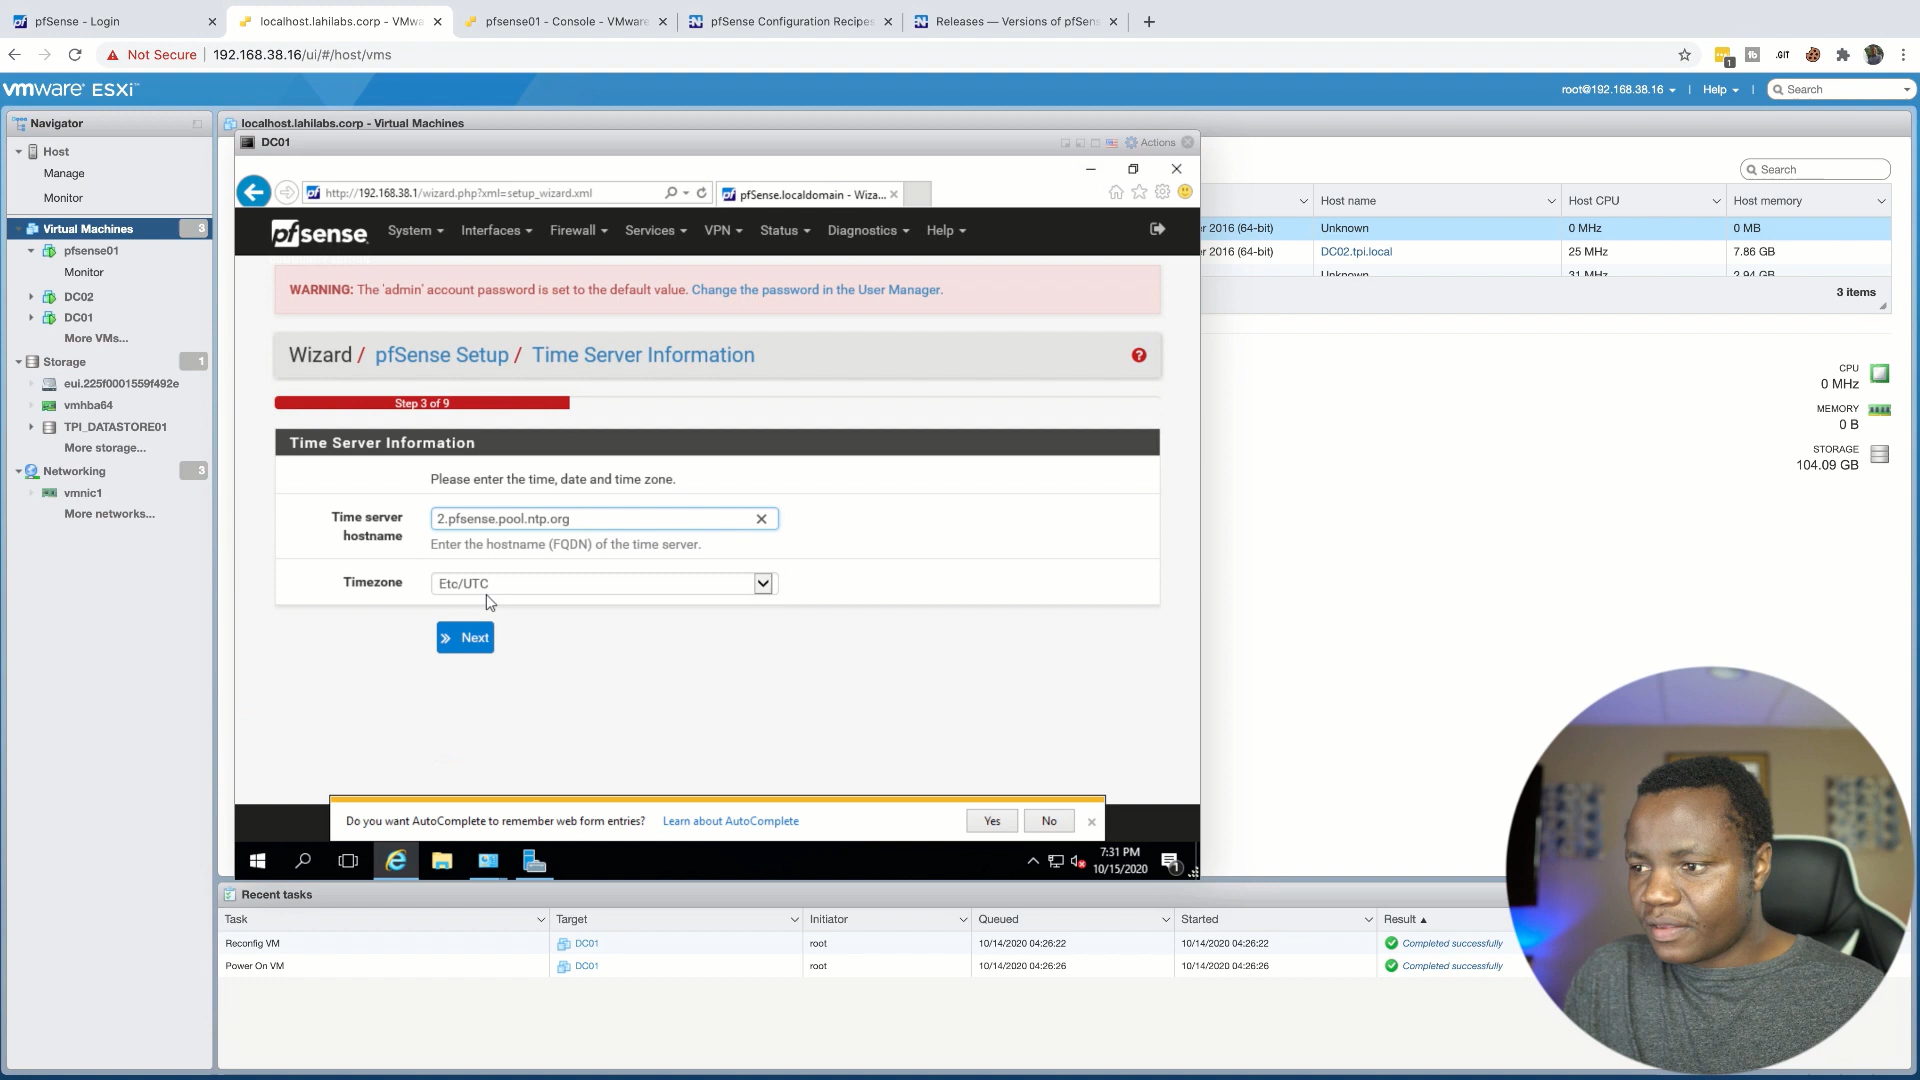 pfSense - Login
localhost.lahilabs.corp - VMwa
pfsense01 - Console - VMware
pfSense Configuration Recipes
Releases — Versions of pfSens
Not Secure
192.168.38.16/ui/#/host/vms
.GIT
1
vmware ESXi™
root@192.168.38.16
Help
Search
Navigator
Host
Manage
Monitor
Virtual Machines
3
pfsense01
Monitor
DC02
DC01
More VMs...
Storage
1
eui.225f0001559f492e
vmhba64
TPI_DATASTORE01
More storage...
Networking
3
vmnic1
More networks...
localhost.lahilabs.corp - Virtual Machines
DC01
Actions
http://192.168.38.1/wizard.php?xml=setup_wizard.xml
pfSense.localdomain - Wiza...
pfsense
System
Interfaces
Firewall
Services
VPN
Status
Diagnostics
Help
WARNING: The 'admin' account password is set to the default value. Change the password in the User Manager.
Wizard / pfSense Setup / Time Server Information
Step 3 of 9
Time Server Information
Please enter the time, date and time zone.
Time server
hostname
2.pfsense.pool.ntp.org
Enter the hostname (FQDN) of the time server.
Timezone
Etc/UTC
Next
Do you want AutoComplete to remember web form entries?
Learn about AutoComplete
Yes
No
7:31 PM
10/15/2020
1
Search
Host name
Host CPU
Host memory
r 2016 (64-bit)
Unknown
0 MHz
0 MB
r 2016 (64-bit)
DC02.tpi.local
25 MHz
7.86 GB
Unknown
31 MHz
2.94 GB
3 items
CPU
0 MHz
MEMORY
0 B
STORAGE
104.09 GB
Recent tasks
Task
Target
Initiator
Queued
Started
Result
Reconfig VM
DC01
root
10/14/2020 04:26:22
10/14/2020 04:26:22
Completed successfully
Power On VM
DC01
root
10/14/2020 04:26:26
10/14/2020 04:26:26
Completed successfully